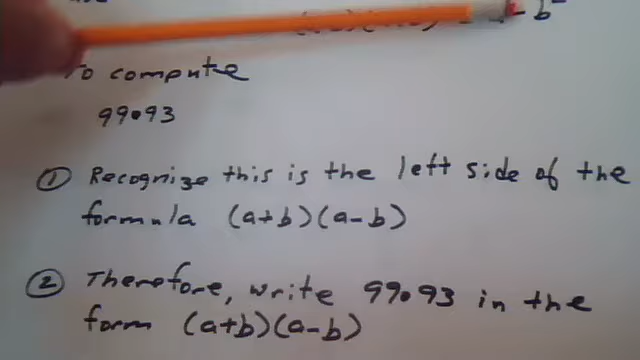 - b²
To compute
99•93
① Recognize this is the left side of the
formula (a+b)(a-b)
② Therefore, write 99•93 in the
form (a+b)(a-b)